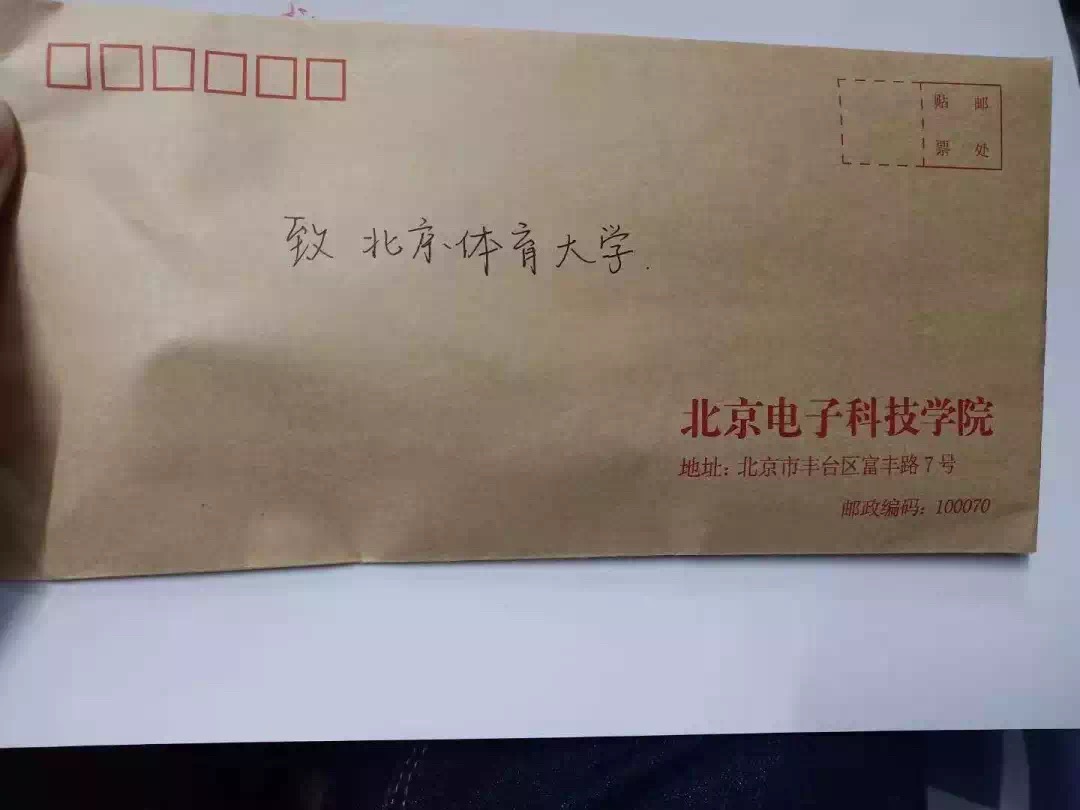 贴 邮
票 处
致 北京体育大学.
北京电子科技学院
地址：北京市丰台区富丰路7号
邮政编码：100070